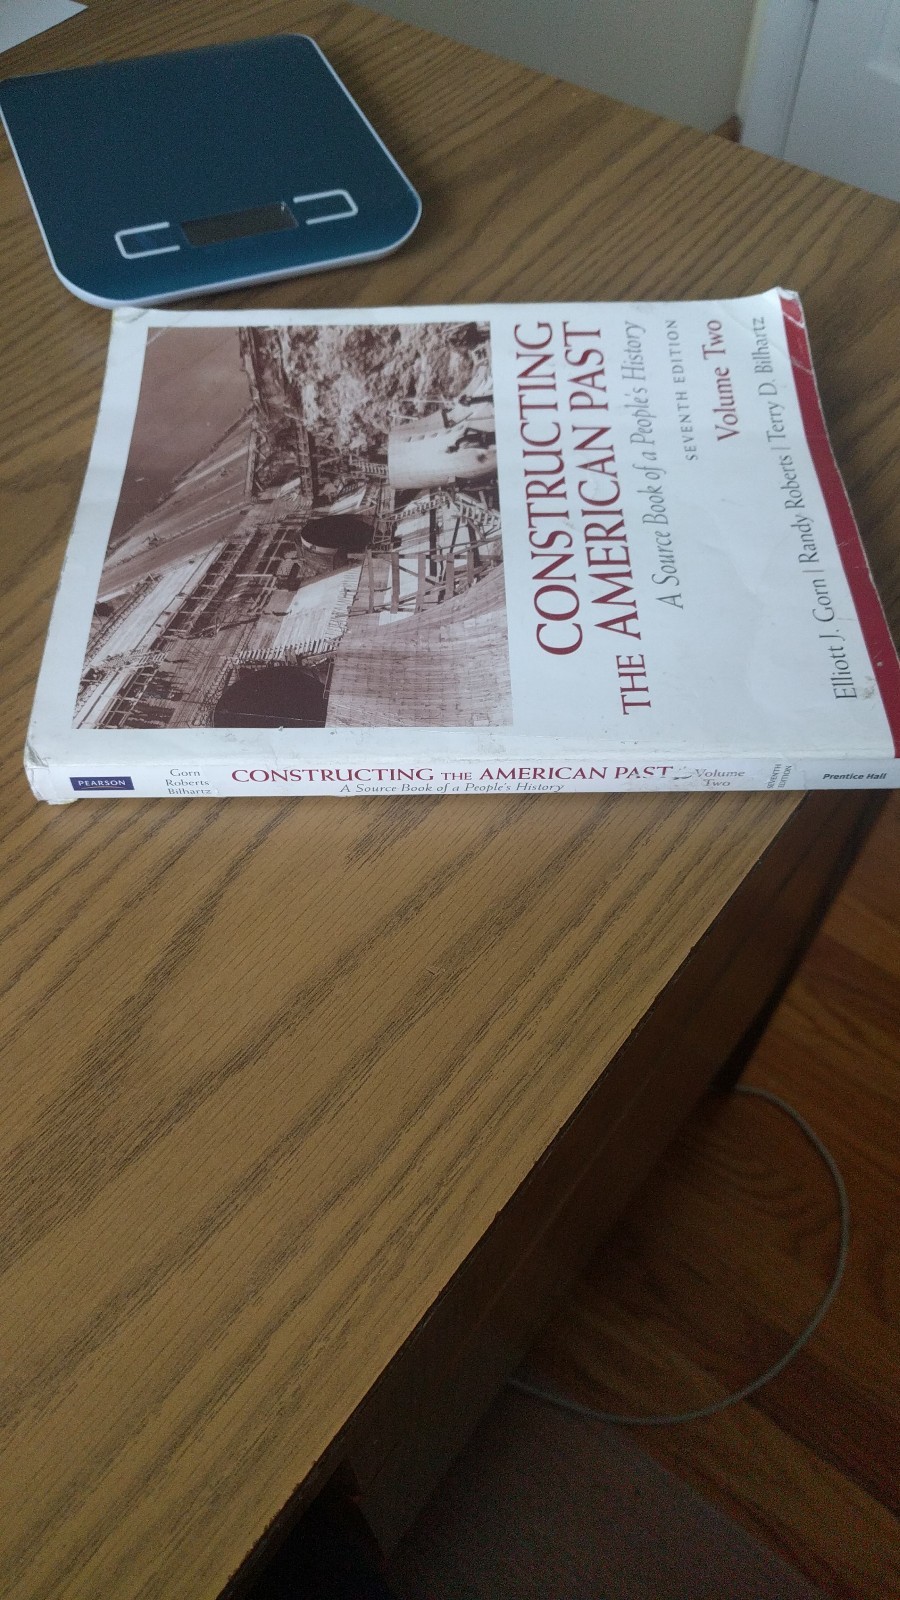 CONSTRUCTING
THE AMERICAN PAST
A Source Book of a People's History
SEVENTH EDITION
Volume Two
Elliott J. Gorn | Randy Roberts | Terry D. Bilhartz
PEARSON
Gorn
Roberts
Bilhartz
CONSTRUCTING THE AMERICAN PAST
A Source Book of a People's History
Volume
Two
SEVENTH
EDITION
Prentice Hall